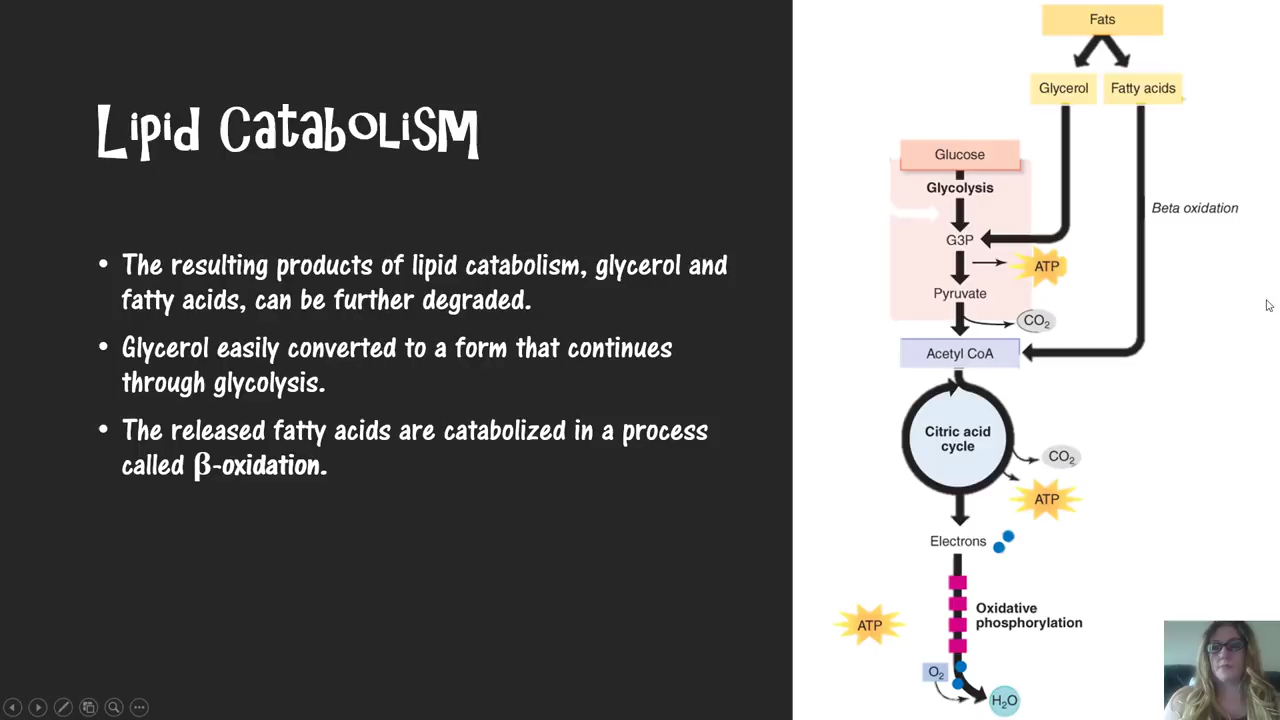 Lipid Catabolism
• The resulting products of lipid catabolism, glycerol and
fatty acids, can be further degraded.
• Glycerol easily converted to a form that continues
through glycolysis.
• The released fatty acids are catabolized in a process
called β-oxidation.
Fats
Glycerol
Fatty acids
Glucose
Glycolysis
Beta oxidation
G3P
ATP
Pyruvate
CO₂
Acetyl CoA
Citric acid
cycle
CO₂
ATP
Electrons
Oxidative
phosphorylation
ATP
O₂
H₂O